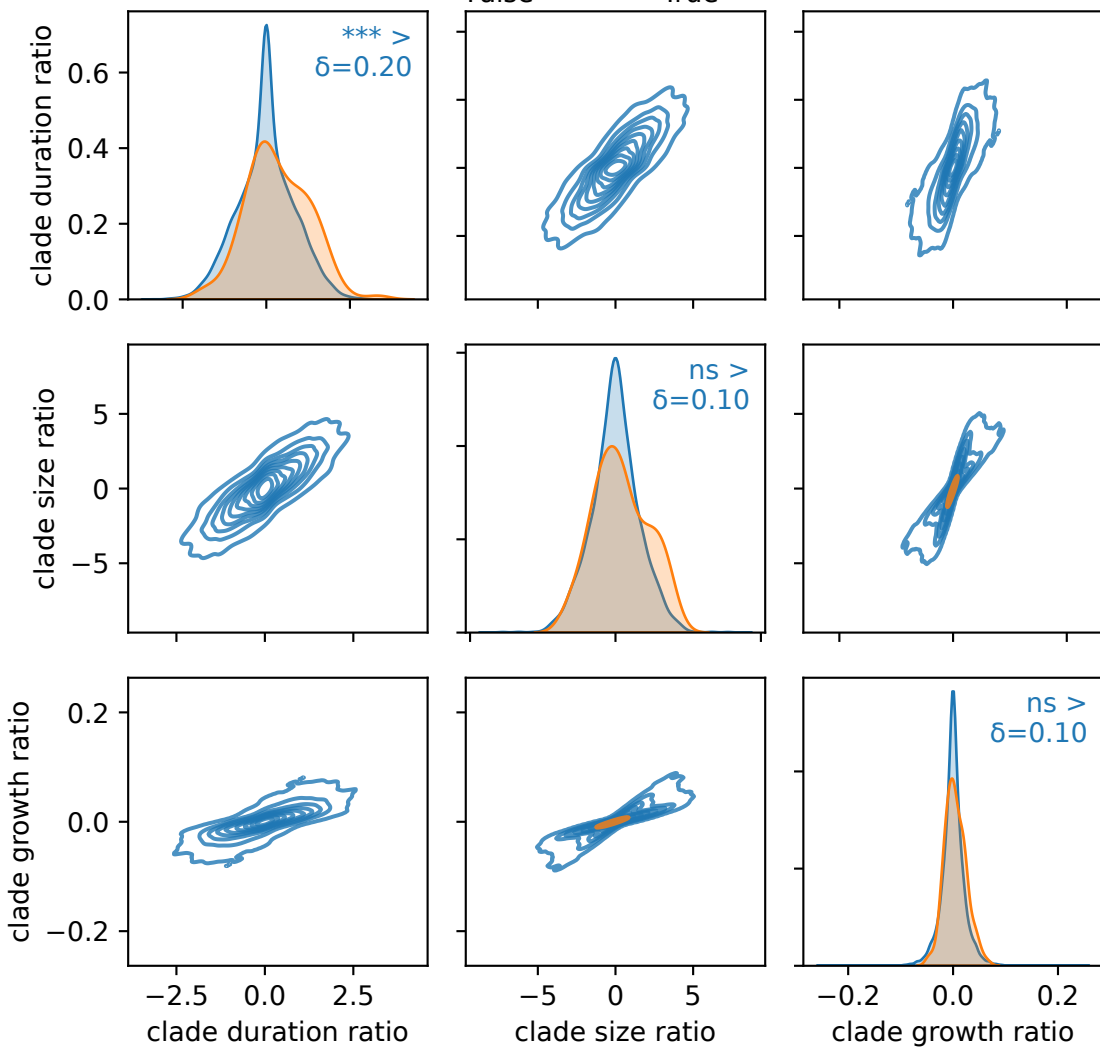 clade duration ratio
0.6
0.4
0.2
0.0
*** >
δ=0.20
clade size ratio
5
0
−5
ns >
δ=0.10
clade growth ratio
0.2
0.0
−0.2
ns >
δ=0.10
−2.5 0.0 2.5
−5 0 5
−0.2 0.0 0.2
clade duration ratio
clade size ratio
clade growth ratio